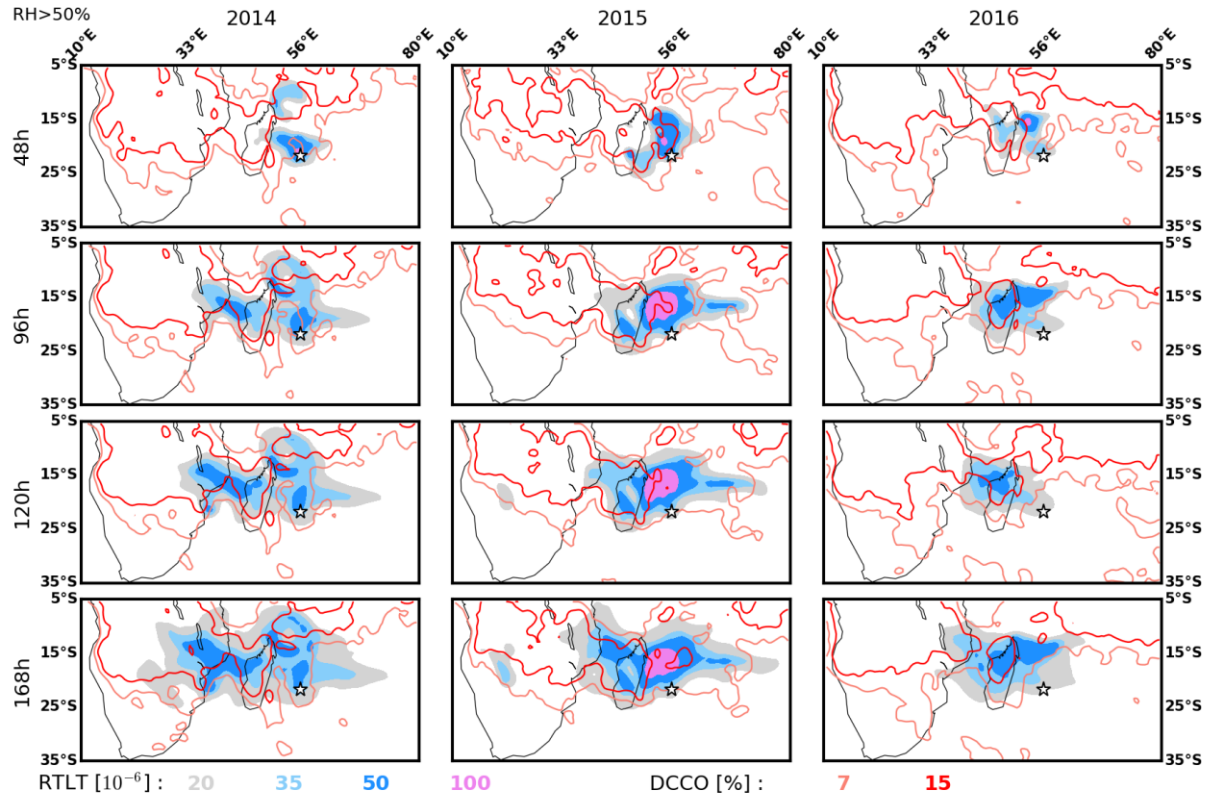 RH>50%
2014 2015 2016
10°E 33°E 56°E 80°E 10°E 33°E 56°E 80°E 10°E 33°E 56°E 80°E
48h
5°S 5°S
15°S 15°S
25°S 25°S
35°S 35°S
96h
5°S 5°S
15°S 15°S
25°S 25°S
35°S 35°S
120h
5°S 5°S
15°S 15°S
25°S 25°S
35°S 35°S
168h
5°S 5°S
15°S 15°S
25°S 25°S
35°S 35°S
RTLT [10⁻⁶] : 20 35 50 100 DCCO [%] : 7 15